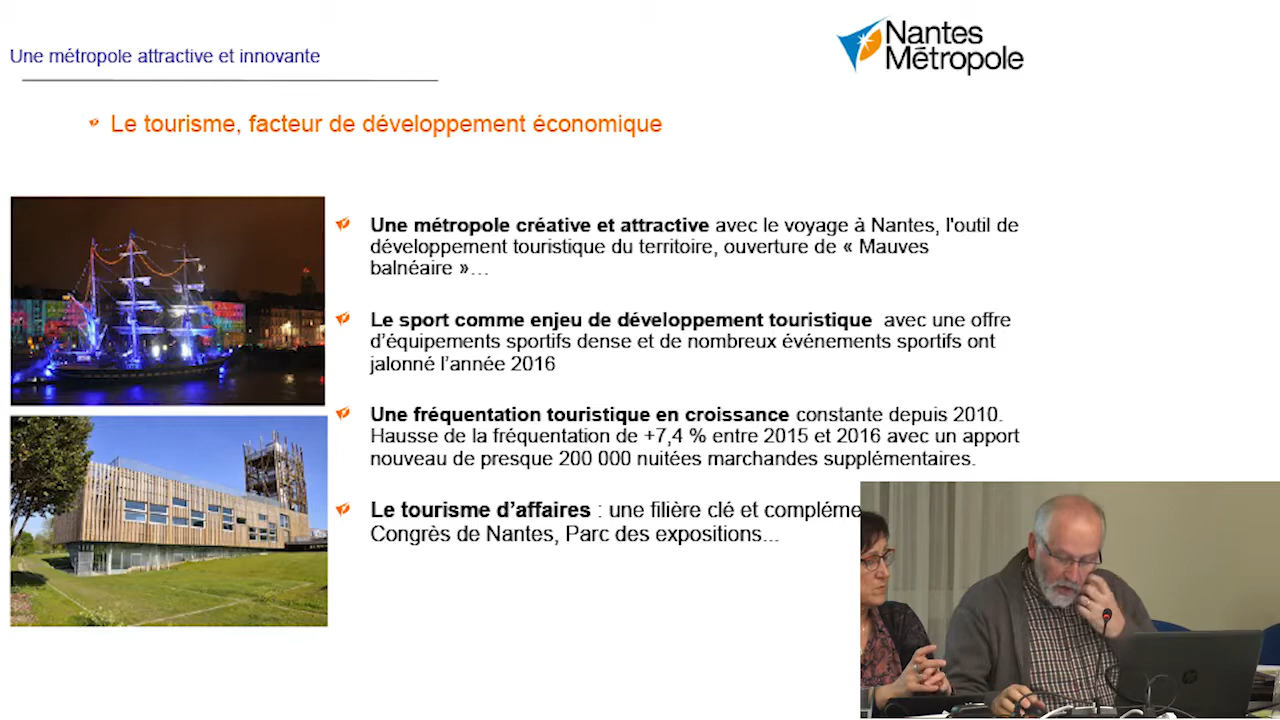 Une métropole attractive et innovante
Nantes
Métropole
Le tourisme, facteur de développement économique
Une métropole créative et attractive avec le voyage à Nantes, l'outil de
développement touristique du territoire, ouverture de « Mauves
balnéaire »…
Le sport comme enjeu de développement touristique avec une offre
d’équipements sportifs dense et de nombreux événements sportifs ont
jalonné l’année 2016
Une fréquentation touristique en croissance constante depuis 2010.
Hausse de la fréquentation de +7,4 % entre 2015 et 2016 avec un apport
nouveau de presque 200 000 nuitées marchandes supplémentaires.
Le tourisme d’affaires : une filière clé et compléme
Congrès de Nantes, Parc des expositions...
hp